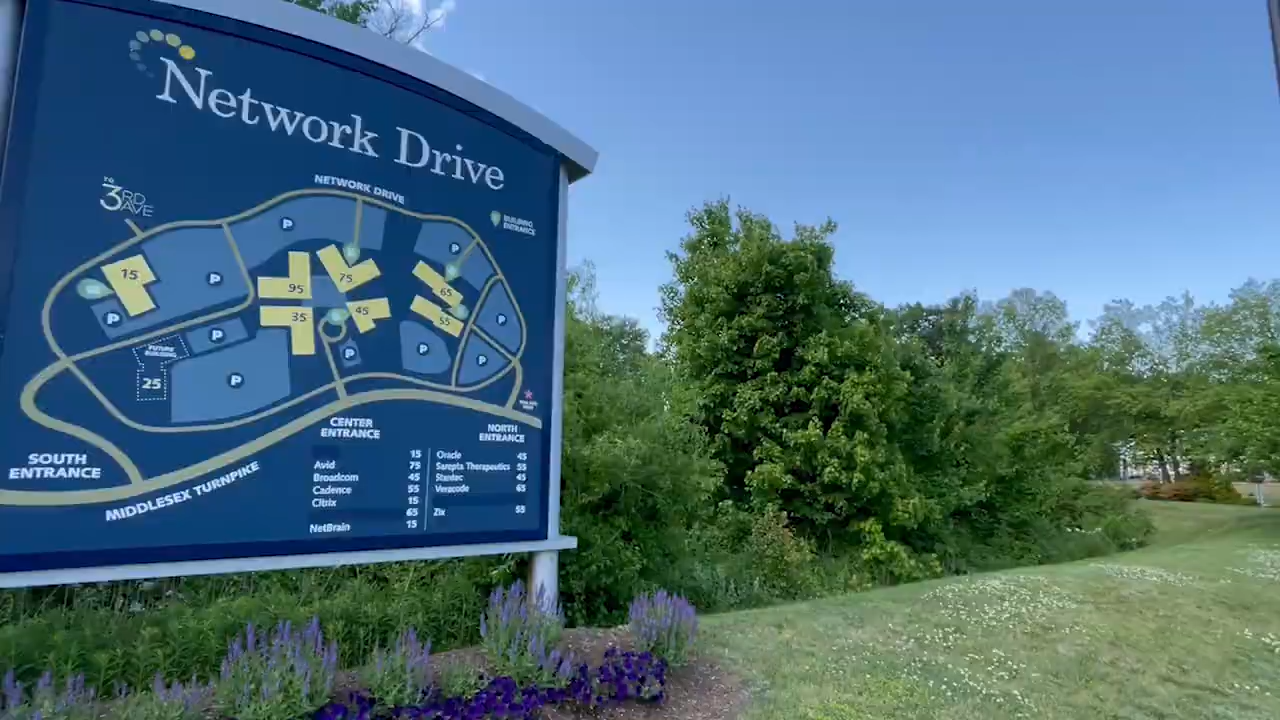 Network Drive
TO
3RD
AVE
NETWORK DRIVE
BUILDING
ENTRANCE
P
P
15
P
75
95
65
P
P
35
45
55
P
P
FUTURE
BUILDING
P
P
P
25
CENTER
ENTRANCE
NORTH
ENTRANCE
SOUTH
ENTRANCE
MIDDLESEX TURNPIKE
15
Avid 75
Broadcom 45
Cadence 55
Citrix 15
65
NetBrain 15
Oracle 45
Sarepta Therapeutics 55
Stantec 45
Veracode 65
Zix 55